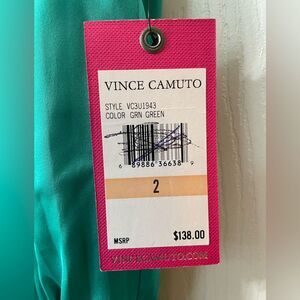 VINCE CAMUTO
STYLE VC3U1943
COLOR GRN GREEN
6 89886 36638 9
2
MSRP $138.00
VINCECAMUTO.COM